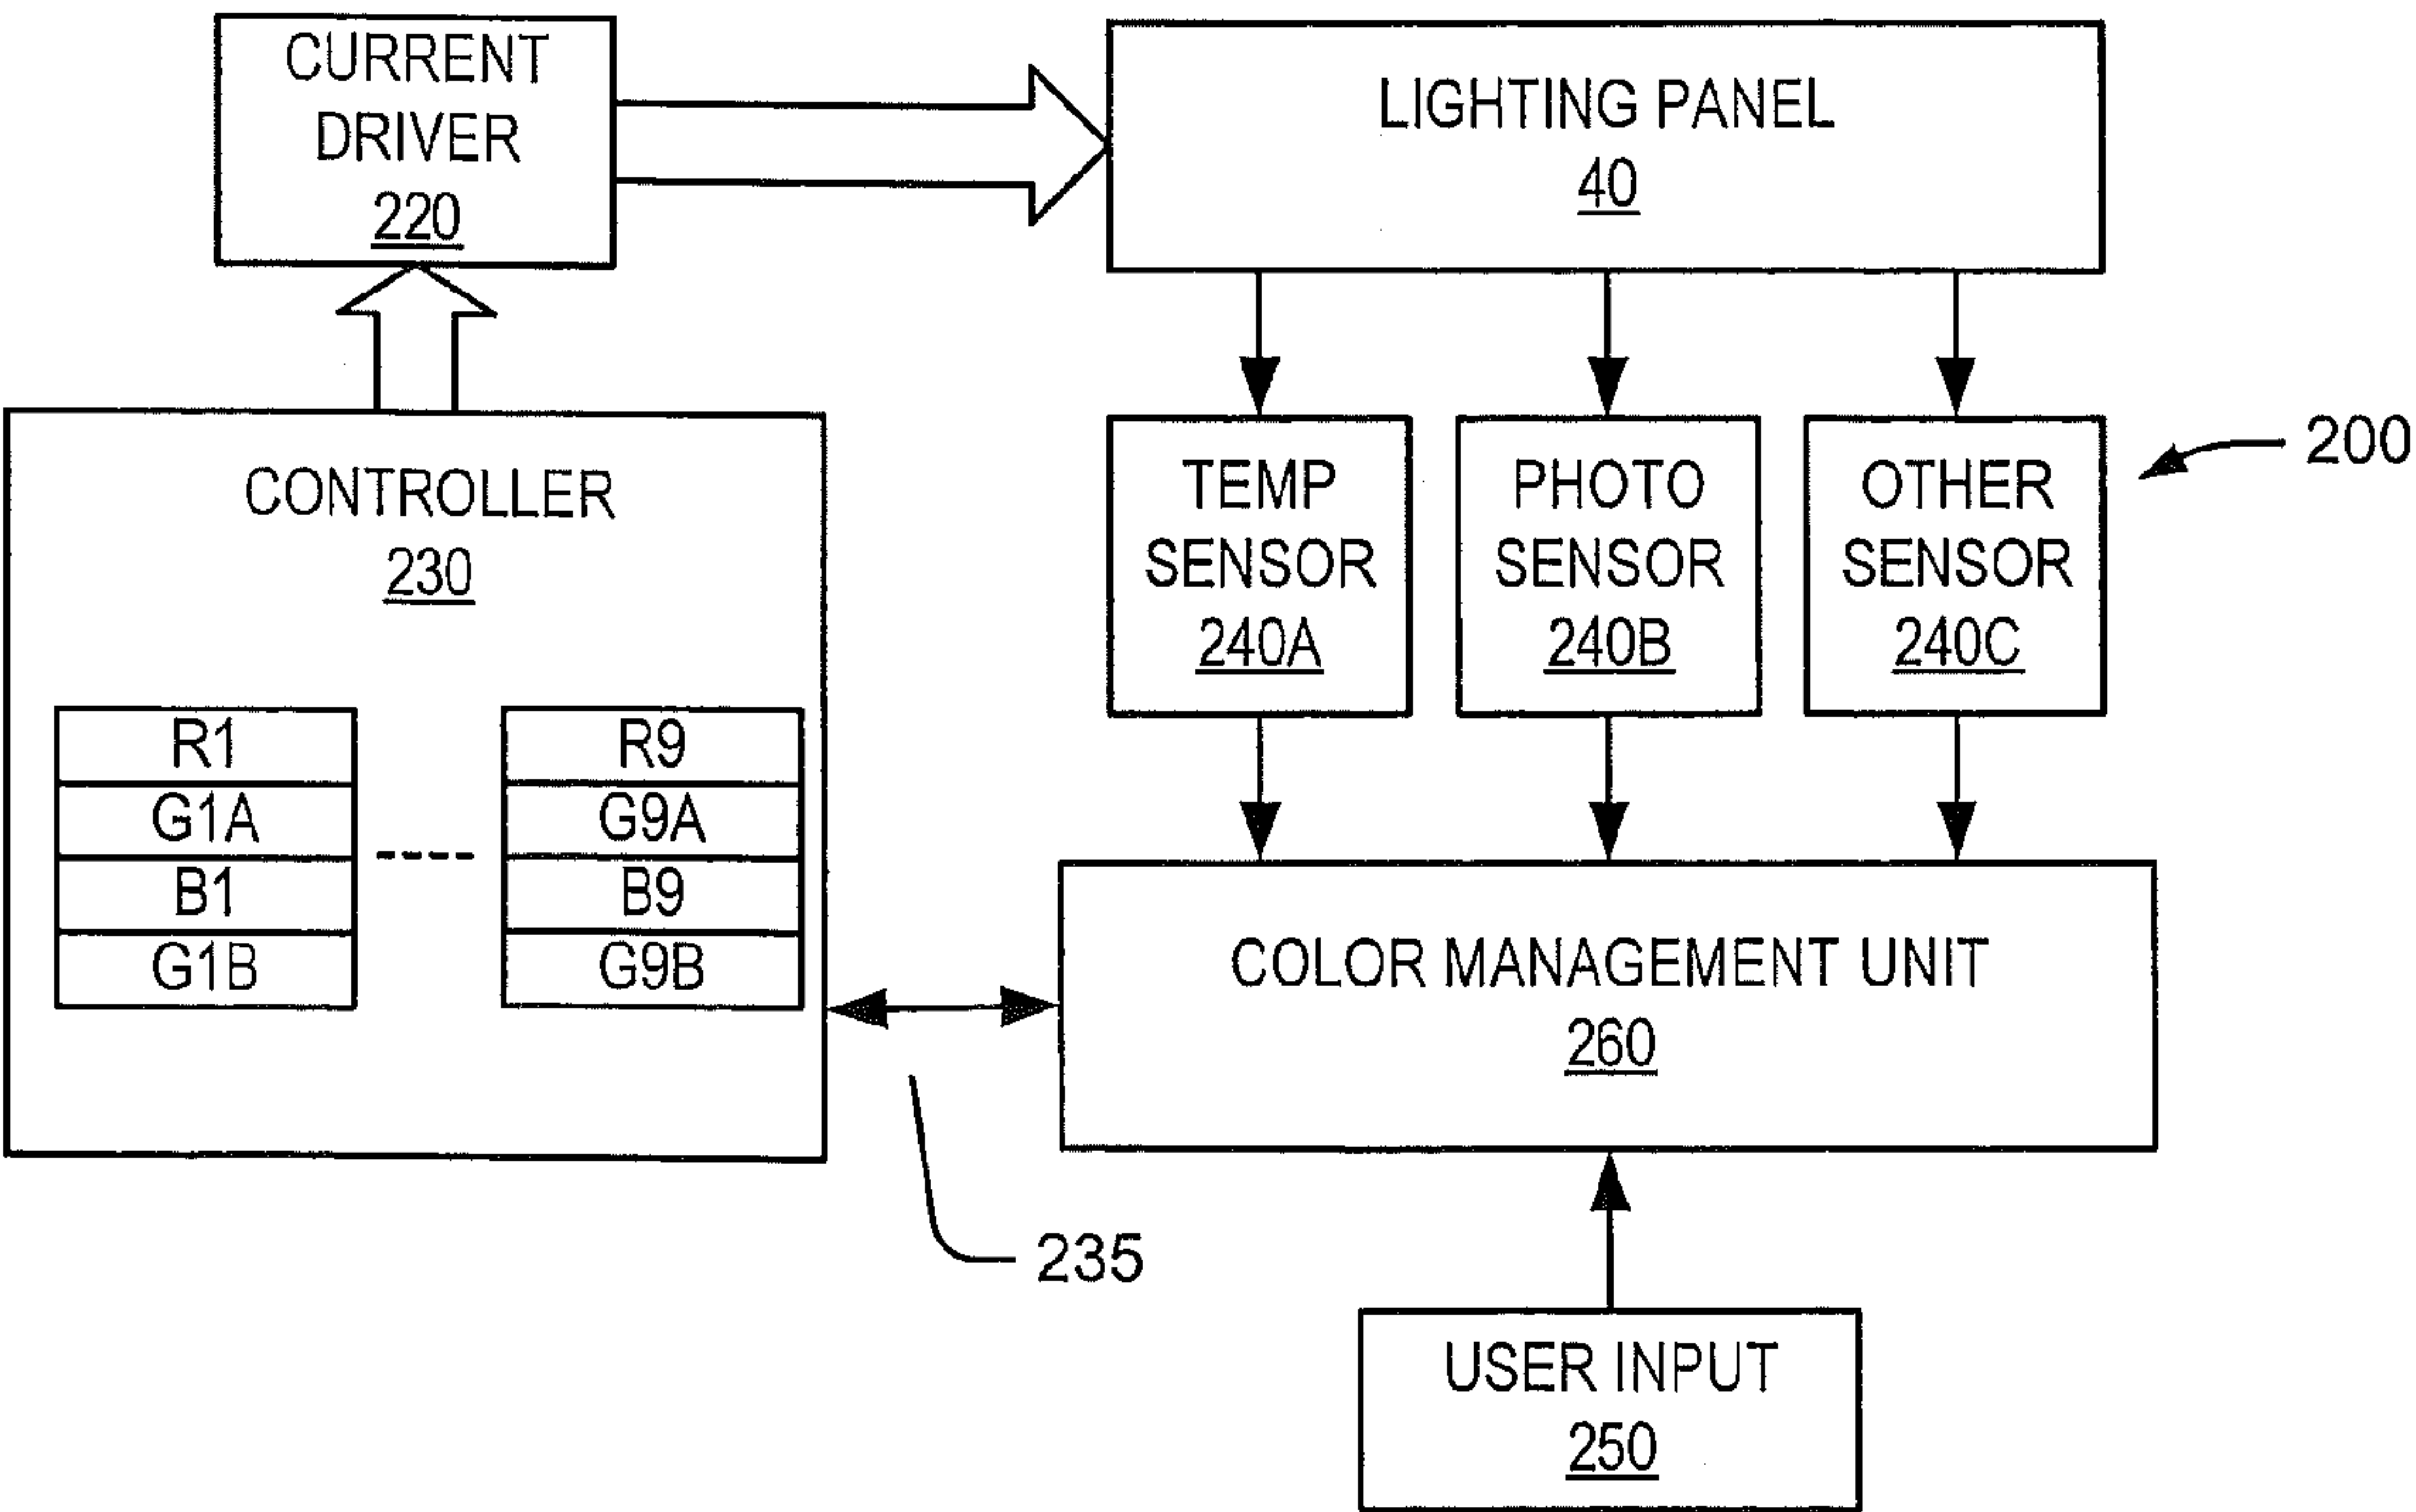 CURRENT
DRIVER
220
LIGHTING PANEL
40
CONTROLLER
230
R1
G1A
B1
G1B
R9
G9A
B9
G9B
TEMP
SENSOR
240A
PHOTO
SENSOR
240B
OTHER
SENSOR
240C
200
COLOR MANAGEMENT UNIT
260
235
USER INPUT
250